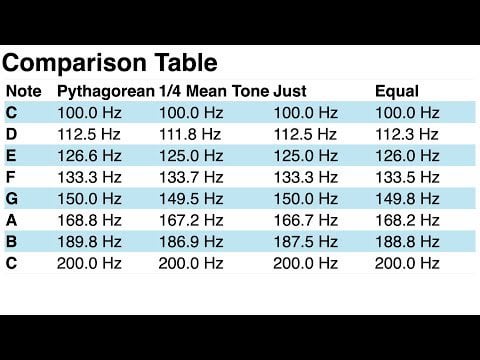 Comparison Table
Note Pythagorean 1/4 Mean Tone Just Equal
C 100.0 Hz 100.0 Hz 100.0 Hz 100.0 Hz
D 112.5 Hz 111.8 Hz 112.5 Hz 112.3 Hz
E 126.6 Hz 125.0 Hz 125.0 Hz 126.0 Hz
F 133.3 Hz 133.7 Hz 133.3 Hz 133.5 Hz
G 150.0 Hz 149.5 Hz 150.0 Hz 149.8 Hz
A 168.8 Hz 167.2 Hz 166.7 Hz 168.2 Hz
B 189.8 Hz 186.9 Hz 187.5 Hz 188.8 Hz
C 200.0 Hz 200.0 Hz 200.0 Hz 200.0 Hz